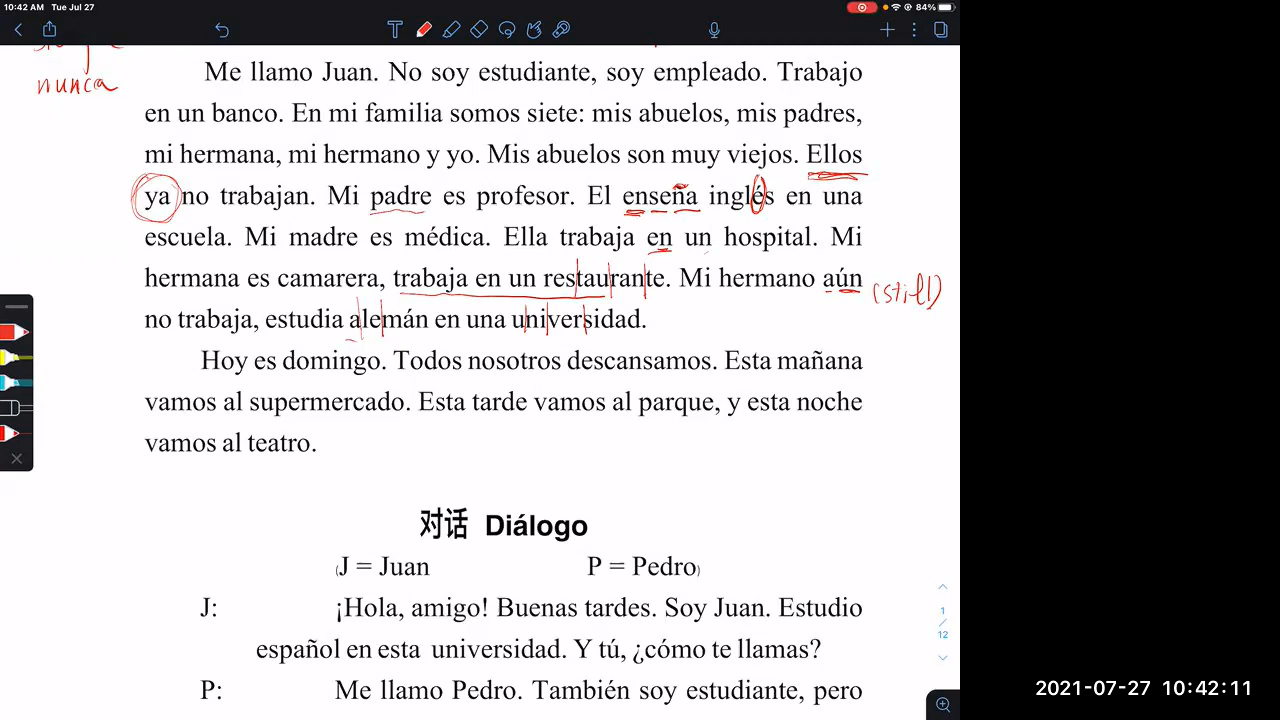 10:42 AM Tue Jul 27
84%
nunca
Me llamo Juan. No soy estudiante, soy empleado. Trabajo
en un banco. En mi familia somos siete: mis abuelos, mis padres,
mi hermana, mi hermano y yo. Mis abuelos son muy viejos. Ellos
ya no trabajan. Mi padre es profesor. El enseña inglés en una
escuela. Mi madre es médica. Ella trabaja en un hospital. Mi
hermana es camarera, trabaja en un restaurante. Mi hermano aún
(still)
no trabaja, estudia alemán en una universidad.
Hoy es domingo. Todos nosotros descansamos. Esta mañana
vamos al supermercado. Esta tarde vamos al parque, y esta noche
vamos al teatro.
对话 Diálogo
(J = Juan P = Pedro)
J: ¡Hola, amigo! Buenas tardes. Soy Juan. Estudio
español en esta universidad. Y tú, ¿cómo te llamas?
P: Me llamo Pedro. También soy estudiante, pero
1
/
12
2021-07-27 10:42:11